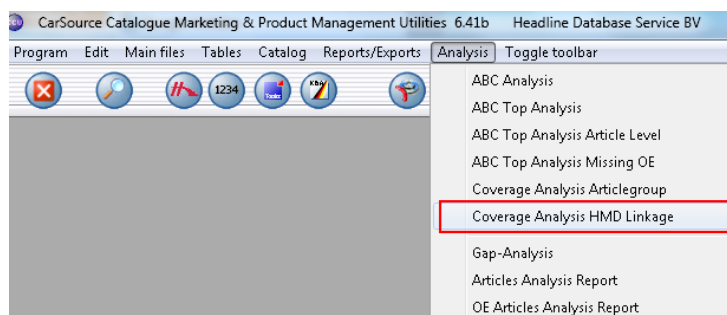 CarSource Catalogue Marketing & Product Management Utilities 6.41b Headline Database Service BV
Program Edit Main files Tables Catalog Reports/Exports Analysis Toggle toolbar
1234 Tools KBA
ABC Analysis
ABC Top Analysis
ABC Top Analysis Article Level
ABC Top Analysis Missing OE
Coverage Analysis Articlegroup
Coverage Analysis HMD Linkage
Gap-Analysis
Articles Analysis Report
OE Articles Analysis Report